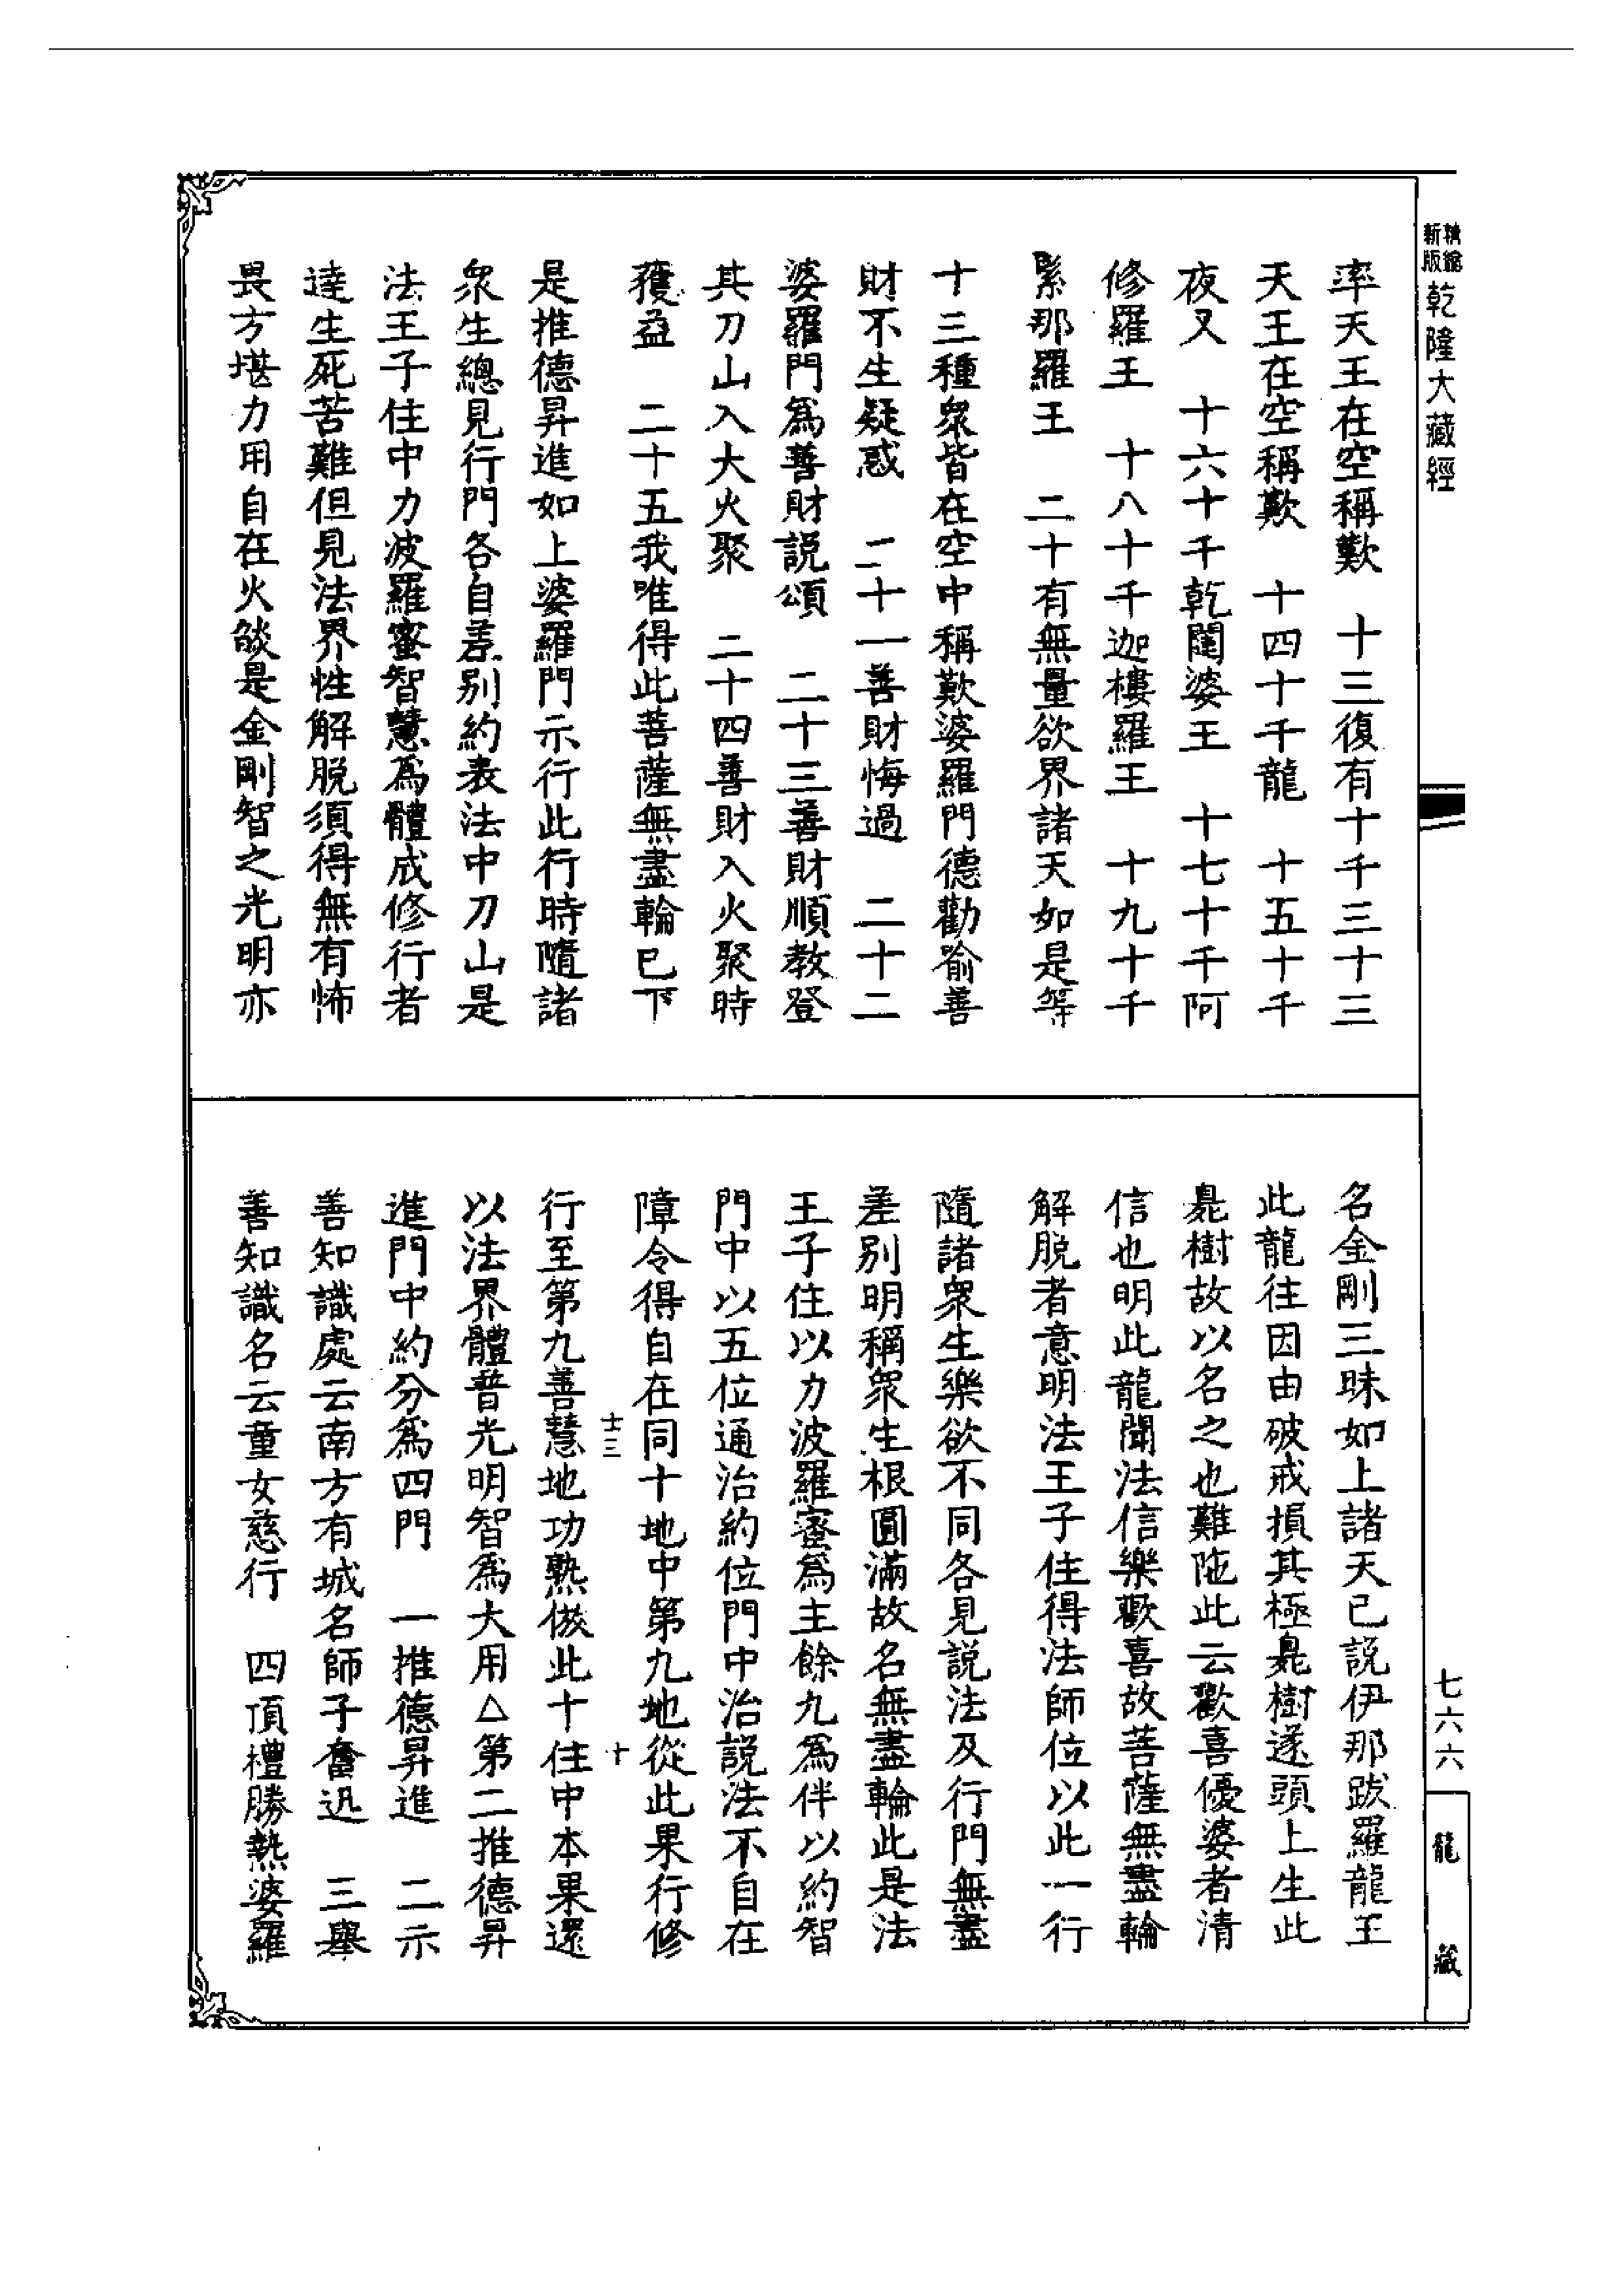 新版 精縮 乾隆大藏經
率天王在空稱歎　十三復有十千三十三
天王在空稱歎　十四十千龍　十五十千
夜叉　十六十千乾闥婆王　十七十千阿
修羅王　十八十千迦樓羅王　十九十千
緊那羅王　二十有無量欲界諸天如是等
十三種衆皆在空中稱歎婆羅門德勸喻善
財不生疑惑　二十一善財悔過　二十二
婆羅門爲善財説頌　二十三善財順教登
其刀山入大火聚　二十四善財入火聚時
獲益　二十五我唯得此菩薩無盡輪已下
是推德昇進如上婆羅門示行此行時隨諸
衆生總見行門各自差別約表法中刀山是
法王子住中力波羅蜜智慧爲體成修行者
達生死苦難但見法界性解脱須得無有怖
畏方堪力用自在火燄是金剛智之光明亦
名金剛三昧如上諸天已説伊那跋羅龍王
此龍往因由破戒損其極臰樹遂頭上生此
臰樹故以名之也難陁此云歡喜優婆者清
信也明此龍聞法信樂歡喜故菩薩無盡輪
解脱者意明法王子住得法師位以此一行
隨諸衆生樂欲不同各見説法及行門無盡
差別明稱衆生根圓滿故名無盡輪此是法
王子住以力波羅蜜爲主餘九爲伴以約智
門中以五位通治約位門中治説法不自在
障令得自在同十地中第九地從此果行修
士三　十
行至第九善慧地功熟倣此十住中本果還
以法界體普光明智爲大用△第二推德昇
進門中約分爲四門　一推德昇進　二示
善知識處云南方有城名師子奮迅　三舉
善知識名云童女慈行　四頂禮勝熱婆羅
七六六
龍藏